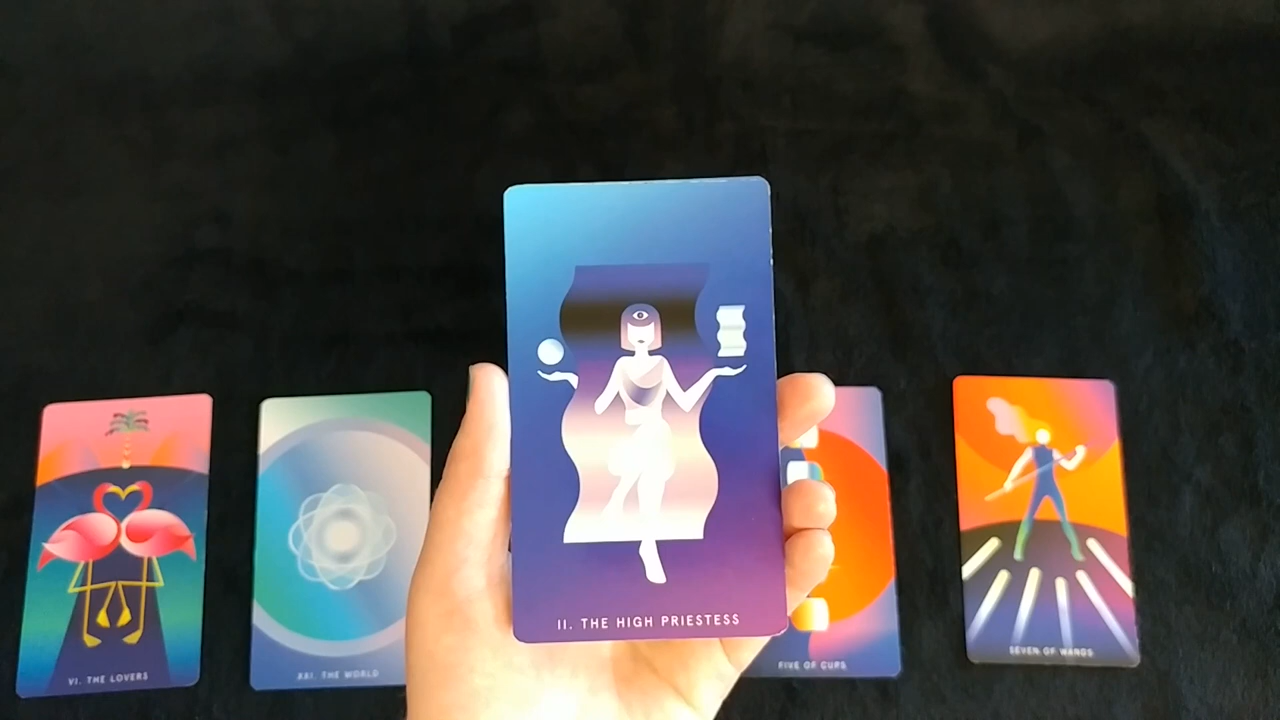 II. THE HIGH PRIESTESS
VI. THE LOVERS
XXI. THE WORLD
FIVE OF CUPS
SEVEN OF WANDS